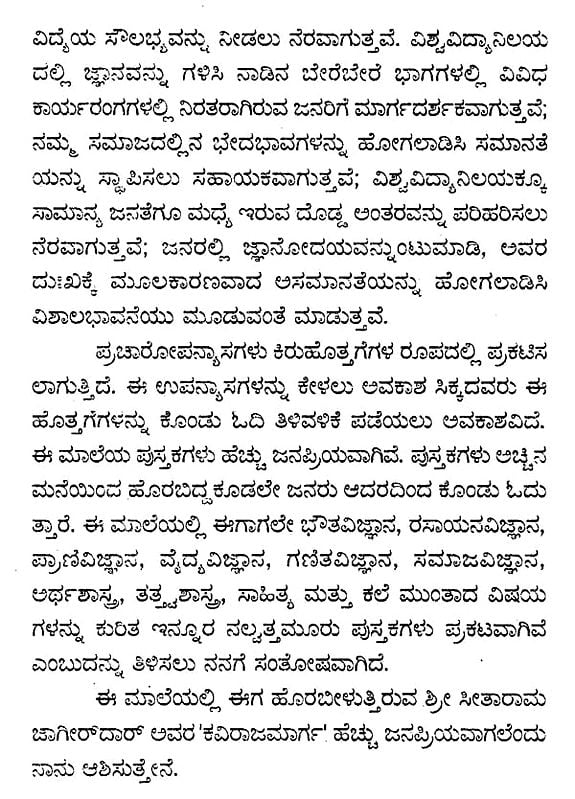 ವಿದ್ಯೆಯ ಸೌಲಭ್ಯವನ್ನು ನೀಡಲು ನೆರವಾಗುತ್ತವೆ. ವಿಶ್ವವಿದ್ಯಾನಿಲಯ
ದಲ್ಲಿ ಜ್ಞಾನವನ್ನು ಗಳಿಸಿ ನಾಡಿನ ಬೇರೆಬೇರೆ ಭಾಗಗಳಲ್ಲಿ ವಿವಿಧ
ಕಾರ್ಯರಂಗಗಳಲ್ಲಿ ನಿರತರಾಗಿರುವ ಜನರಿಗೆ ಮಾರ್ಗದರ್ಶಕವಾಗುತ್ತವೆ;
ನಮ್ಮ ಸಮಾಜದಲ್ಲಿನ ಭೇದಭಾವಗಳನ್ನು ಹೋಗಲಾಡಿಸಿ ಸಮಾನತೆ
ಯನ್ನು ಸ್ಥಾಪಿಸಲು ಸಹಾಯಕವಾಗುತ್ತವೆ; ವಿಶ್ವವಿದ್ಯಾನಿಲಯಕ್ಕೂ
ಸಾಮಾನ್ಯ ಜನತೆಗೂ ಮಧ್ಯೆ ಇರುವ ದೊಡ್ಡ ಅಂತರವನ್ನು ಪರಿಹರಿಸಲು
ನೆರವಾಗುತ್ತವೆ; ಜನರಲ್ಲಿ ಜ್ಞಾನೋದಯವನ್ನುಂಟುಮಾಡಿ, ಅವರ
ದುಃಖಕ್ಕೆ ಮೂಲಕಾರಣವಾದ ಅಸಮಾನತೆಯನ್ನು ಹೋಗಲಾಡಿಸಿ
ವಿಶಾಲಭಾವನೆಯು ಮೂಡುವಂತೆ ಮಾಡುತ್ತವೆ.
ಪ್ರಚಾರೋಪನ್ಯಾಸಗಳು ಕಿರುಹೊತ್ತಗೆಗಳ ರೂಪದಲ್ಲಿ ಪ್ರಕಟಿಸ
ಲಾಗುತ್ತಿದೆ. ಈ ಉಪನ್ಯಾಸಗಳನ್ನು ಕೇಳಲು ಅವಕಾಶ ಸಿಕ್ಕದವರು ಈ
ಹೊತ್ತಗೆಗಳನ್ನು ಕೊಂಡು ಓದಿ ತಿಳಿವಳಿಕೆ ಪಡೆಯಲು ಅವಕಾಶವಿದೆ.
ಈ ಮಾಲೆಯ ಪುಸ್ತಕಗಳು ಹೆಚ್ಚು ಜನಪ್ರಿಯವಾಗಿವೆ. ಪುಸ್ತಕಗಳು ಅಚ್ಚಿನ
ಮನೆಯಿಂದ ಹೊರಬಿದ್ದ ಕೂಡಲೇ ಜನರು ಆದರದಿಂದ ಕೊಂಡು ಓದು
ತ್ತಾರೆ. ಈ ಮಾಲೆಯಲ್ಲಿ ಈಗಾಗಲೇ ಭೌತವಿಜ್ಞಾನ, ರಸಾಯನವಿಜ್ಞಾನ,
ಪ್ರಾಣಿವಿಜ್ಞಾನ, ವೈದ್ಯವಿಜ್ಞಾನ, ಗಣಿತವಿಜ್ಞಾನ, ಸಮಾಜವಿಜ್ಞಾನ,
ಅರ್ಥಶಾಸ್ತ್ರ, ತತ್ತ್ವಶಾಸ್ತ್ರ, ಸಾಹಿತ್ಯ ಮತ್ತು ಕಲೆ ಮುಂತಾದ ವಿಷಯ
ಗಳನ್ನು ಕುರಿತ ಇನ್ನೂರ ನಲ್ವತ್ತಮೂರು ಪುಸ್ತಕಗಳು ಪ್ರಕಟವಾಗಿವೆ
ಎಂಬುದನ್ನು ತಿಳಿಸಲು ನನಗೆ ಸಂತೋಷವಾಗಿದೆ.
ಈ ಮಾಲೆಯಲ್ಲಿ ಈಗ ಹೊರಬೀಳುತ್ತಿರುವ ಶ್ರೀ ಸೀತಾರಾಮ
ಜಾಗೀರ್‌ದಾರ್ ಅವರ 'ಕವಿರಾಜಮಾರ್ಗ' ಹೆಚ್ಚು ಜನಪ್ರಿಯವಾಗಲೆಂದು
ನಾನು ಆಶಿಸುತ್ತೇನೆ.